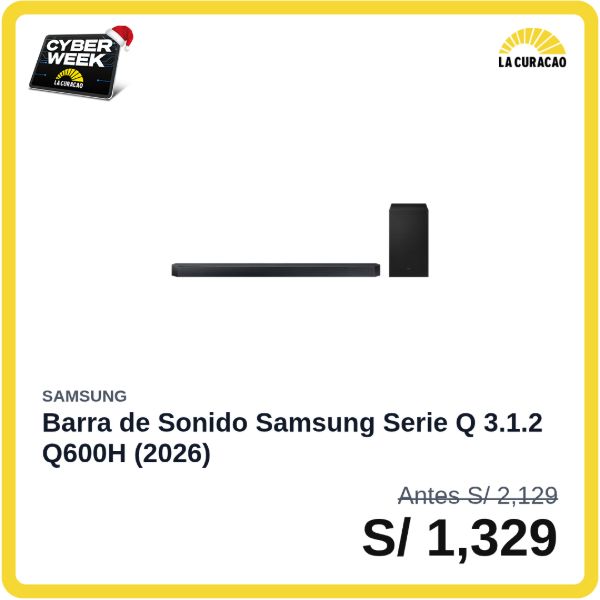 CYBER
WEEK
LA CURACAO
LA CURACAO
SAMSUNG
Barra de Sonido Samsung Serie Q 3.1.2
Q600H (2026)
Antes S/ 2,129
S/ 1,329